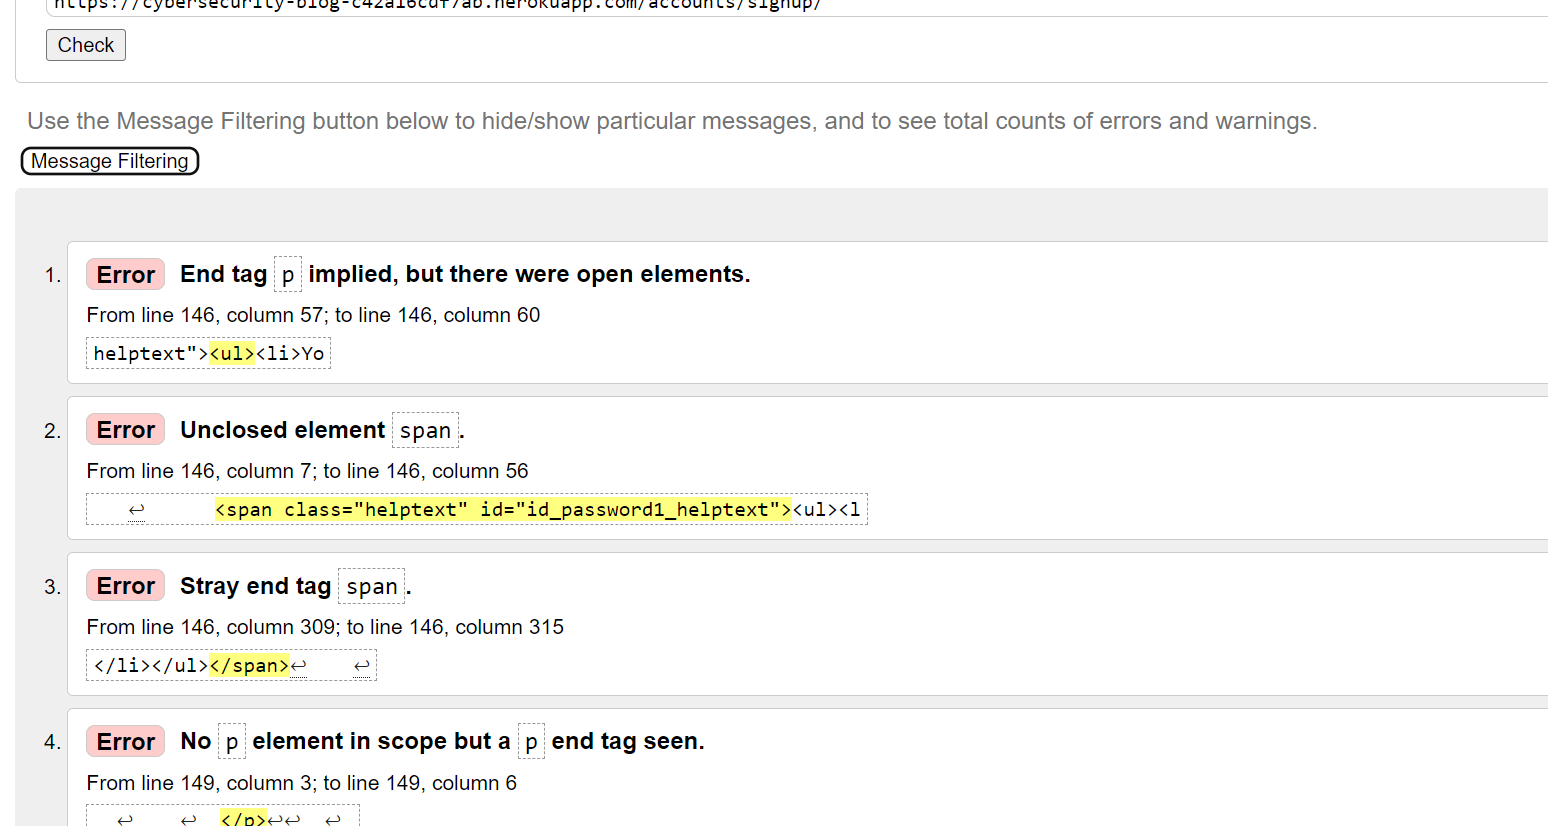 https://cybersecurity-blog-c42a16cdf7ab.herokuapp.com/accounts/signup/
Check
Use the Message Filtering button below to hide/show particular messages, and to see total counts of errors and warnings.
Message Filtering
1. Error End tag p implied, but there were open elements.
From line 146, column 57; to line 146, column 60
helptext"><ul><li>Yo
2. Error Unclosed element span.
From line 146, column 7; to line 146, column 56
↩ <span class="helptext" id="id_password1_helptext"><ul><l
3. Error Stray end tag span.
From line 146, column 309; to line 146, column 315
</li></ul></span>↩ ↩
4. Error No p element in scope but a p end tag seen.
From line 149, column 3; to line 149, column 6
↩ ↩ </p>↩↩ ↩